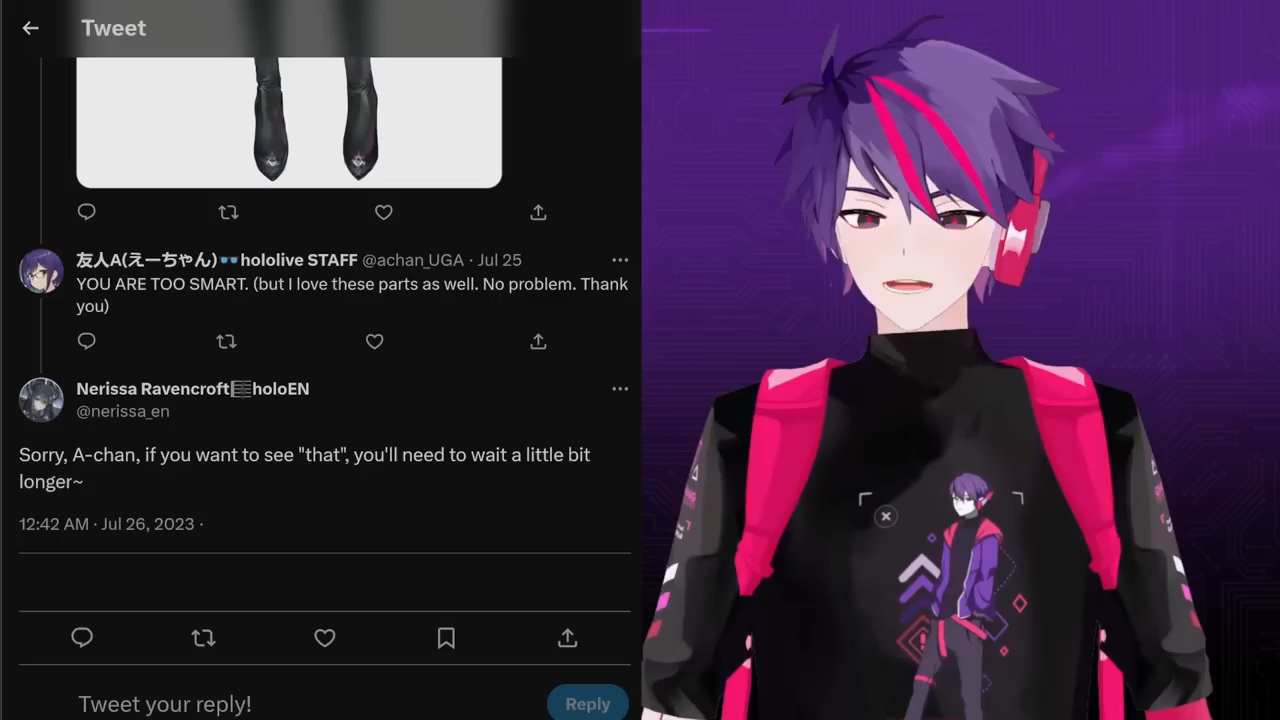 Tweet
友人A(えーちゃん)👓hololive STAFF @achan_UGA · Jul 25
YOU ARE TOO SMART. (but I love these parts as well. No problem. Thank
you)
Nerissa Ravencroft🎼holoEN
@nerissa_en
Sorry, A-chan, if you want to see "that", you'll need to wait a little bit
longer~
12:42 AM · Jul 26, 2023 ·
Tweet your reply!
Reply